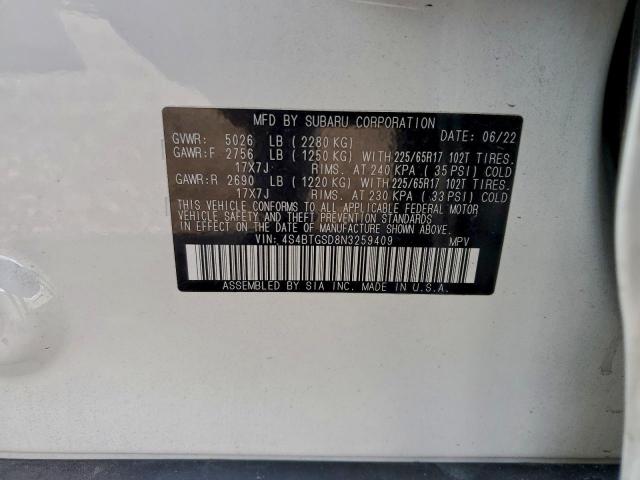 MFD BY SUBARU CORPORATION DATE: 06/22
GVWR: 5026 LB ( 2280 KG)
GAWR:F 2756 LB ( 1250 KG) WITH 225/65R17 102T TIRES.
17X7J RIMS. AT 240 KPA ( 35 PSI) COLD
GAWR:R 2690 LB ( 1220 KG) WITH 225/65R17 102T TIRES.
17X7J RIMS. AT 230 KPA ( 33 PSI) COLD
THIS VEHICLE CONFORMS TO ALL APPLICABLE FEDERAL MOTOR
VEHICLE SAFETY AND THEFT PREVENTION STANDARDS
IN EFFECT ON THE DATE OF MANUFACTURE SHOWN ABOVE.
VIN: 4S4BTGSD8N3259409 MPV
ASSEMBLED BY SIA INC. MADE IN U.S.A.